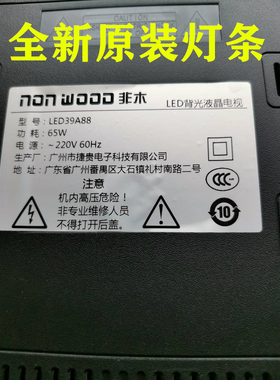 全新原装灯条
CAUTION
non wooD 非木
LED背光液晶电视
型号：LED39A88
功耗：65W
电源：~220V 60Hz
生产厂：广州市捷贵电子科技有限公司
地址：广东省广州番禺区大石镇礼村南路二号
注意
机内高压危险！
非专业维修人员
不得打开后盖。
10